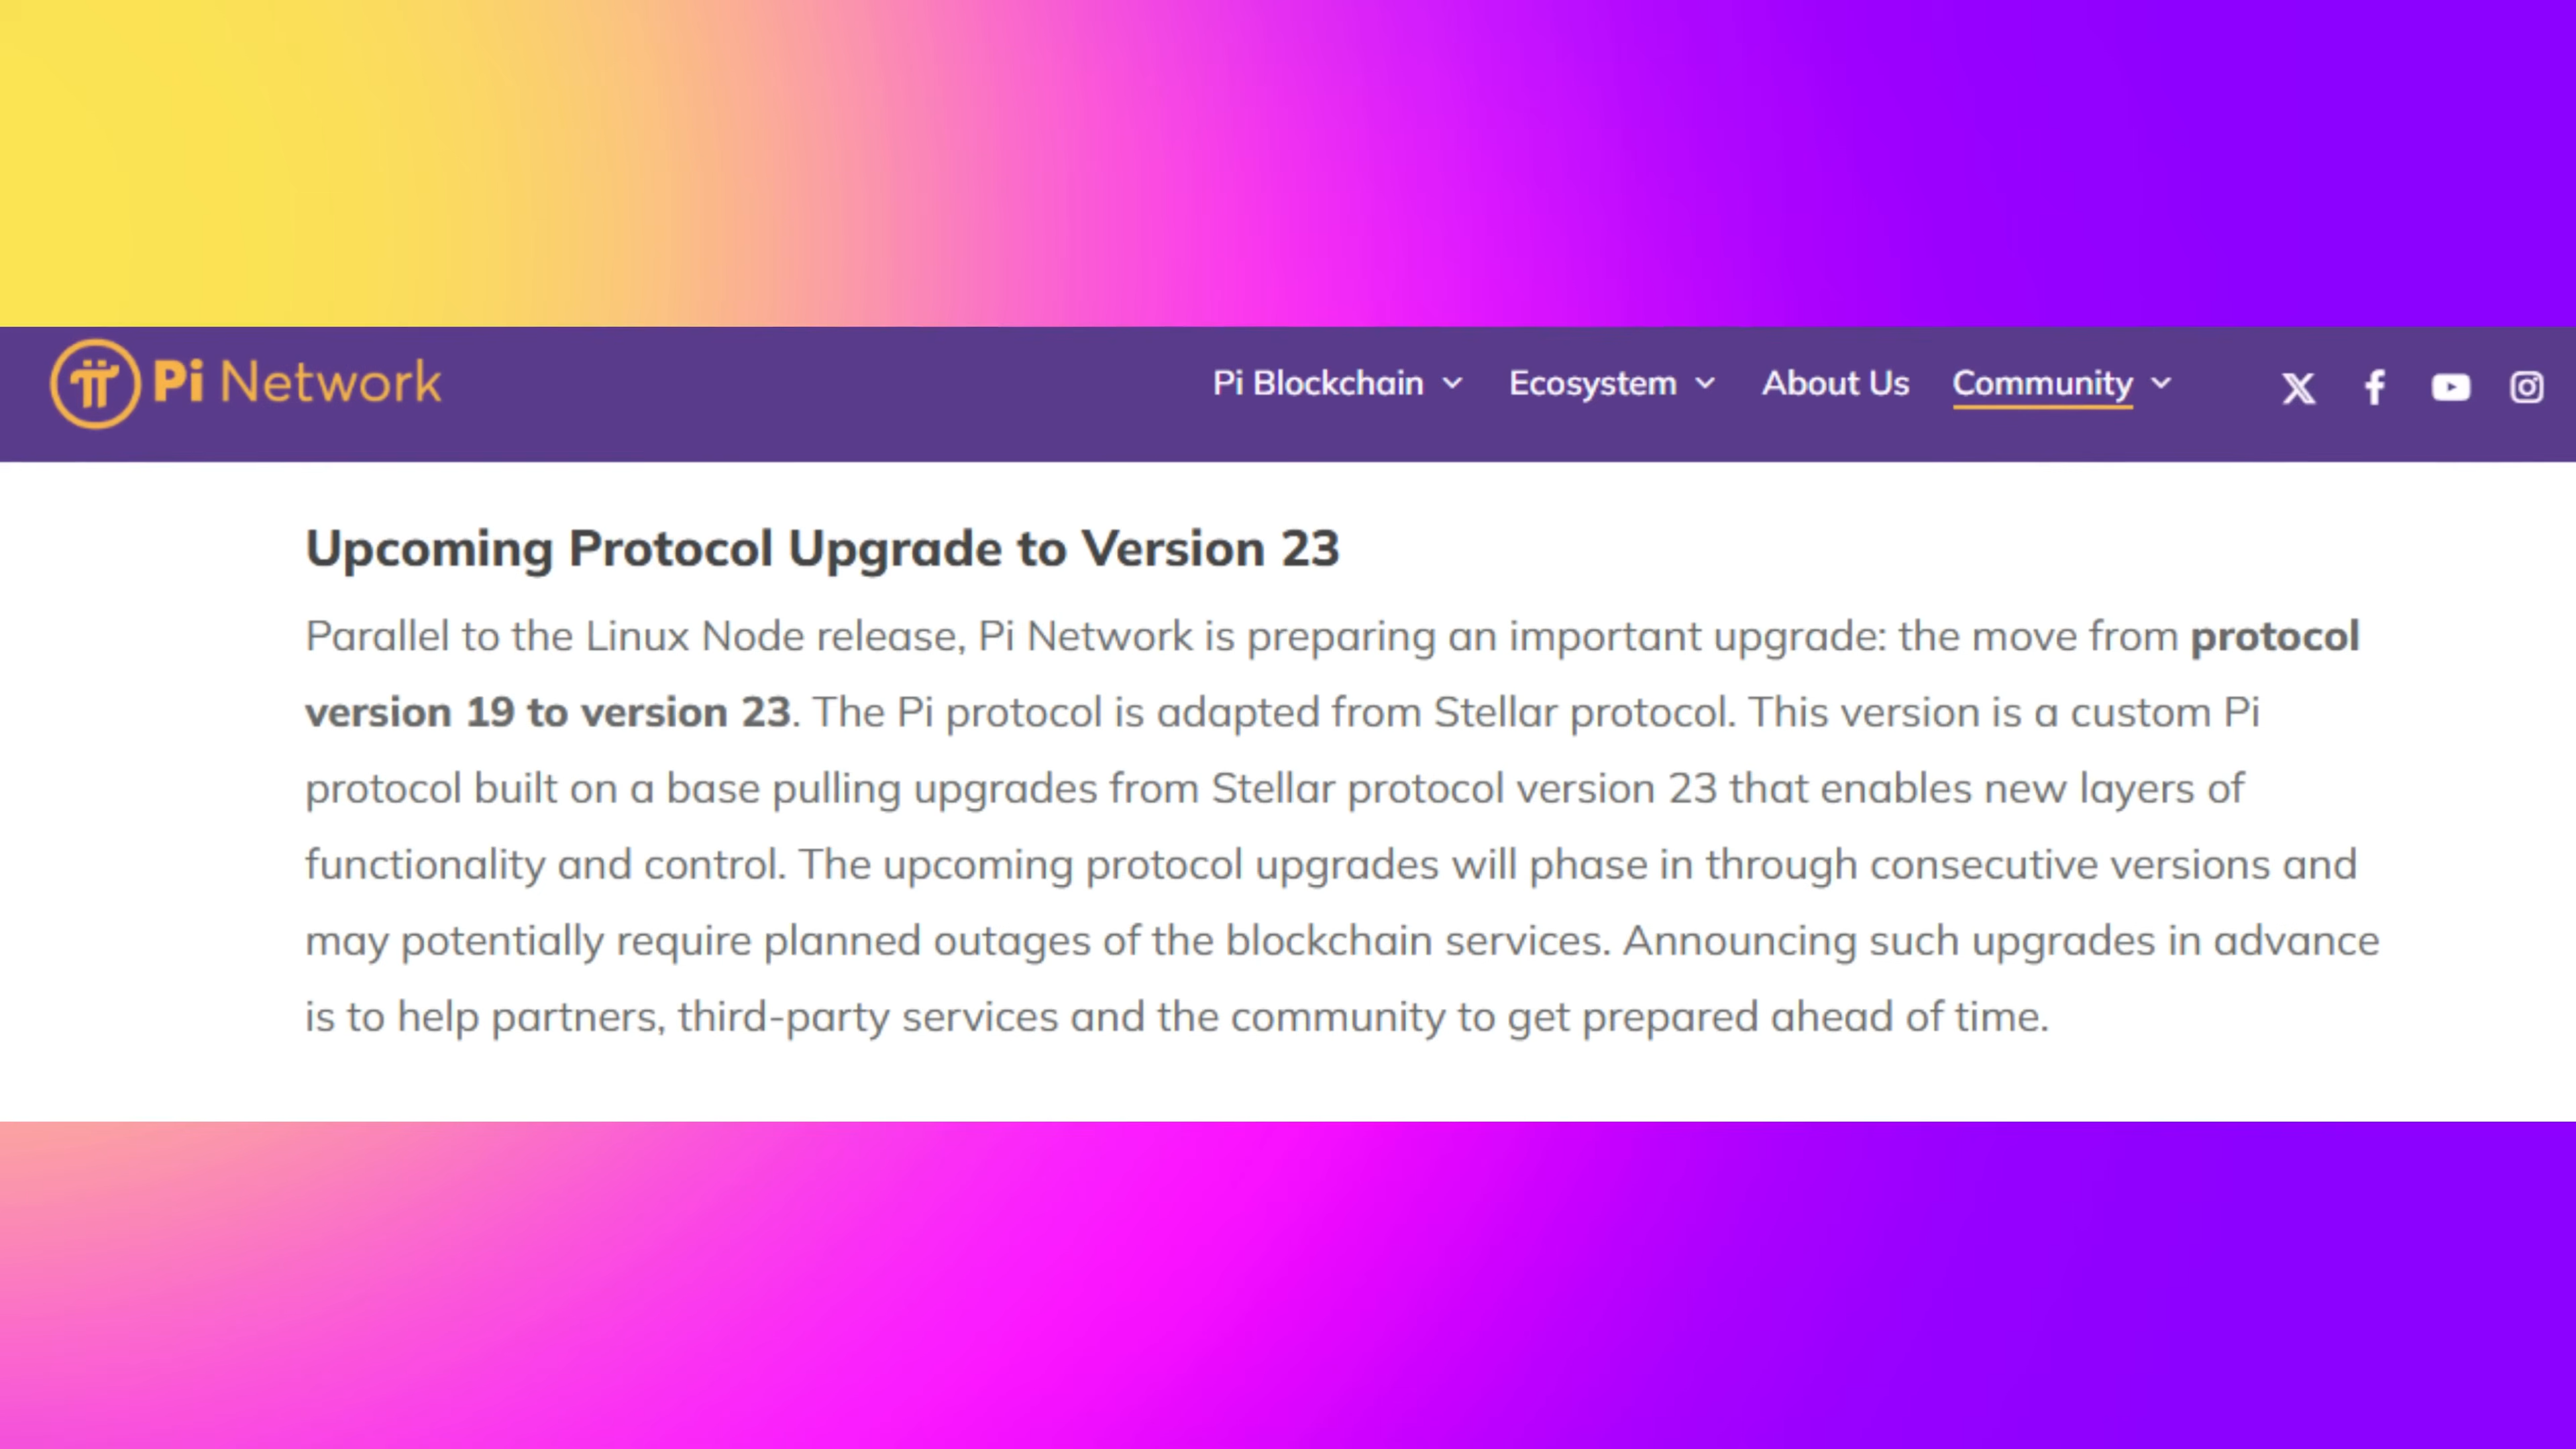 Pi Network
Pi Blockchain Ecosystem About Us Community
Upcoming Protocol Upgrade to Version 23
Parallel to the Linux Node release, Pi Network is preparing an important upgrade: the move from protocol
version 19 to version 23. The Pi protocol is adapted from Stellar protocol. This version is a custom Pi
protocol built on a base pulling upgrades from Stellar protocol version 23 that enables new layers of
functionality and control. The upcoming protocol upgrades will phase in through consecutive versions and
may potentially require planned outages of the blockchain services. Announcing such upgrades in advance
is to help partners, third-party services and the community to get prepared ahead of time.